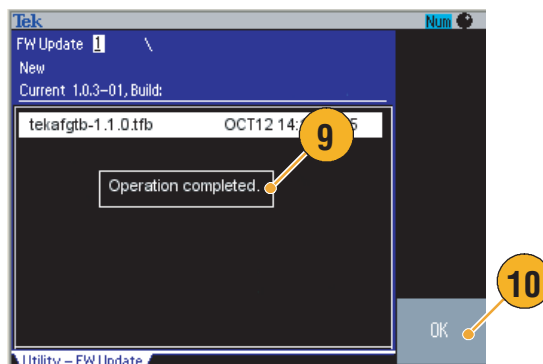 Tek Num
FW Update 1 \
New
Current 1.0.3-01, Build:
tekafgtb-1.1.0.tfb OCT12 14: 5
9
Operation completed.
10
OK
Utility – FW Update